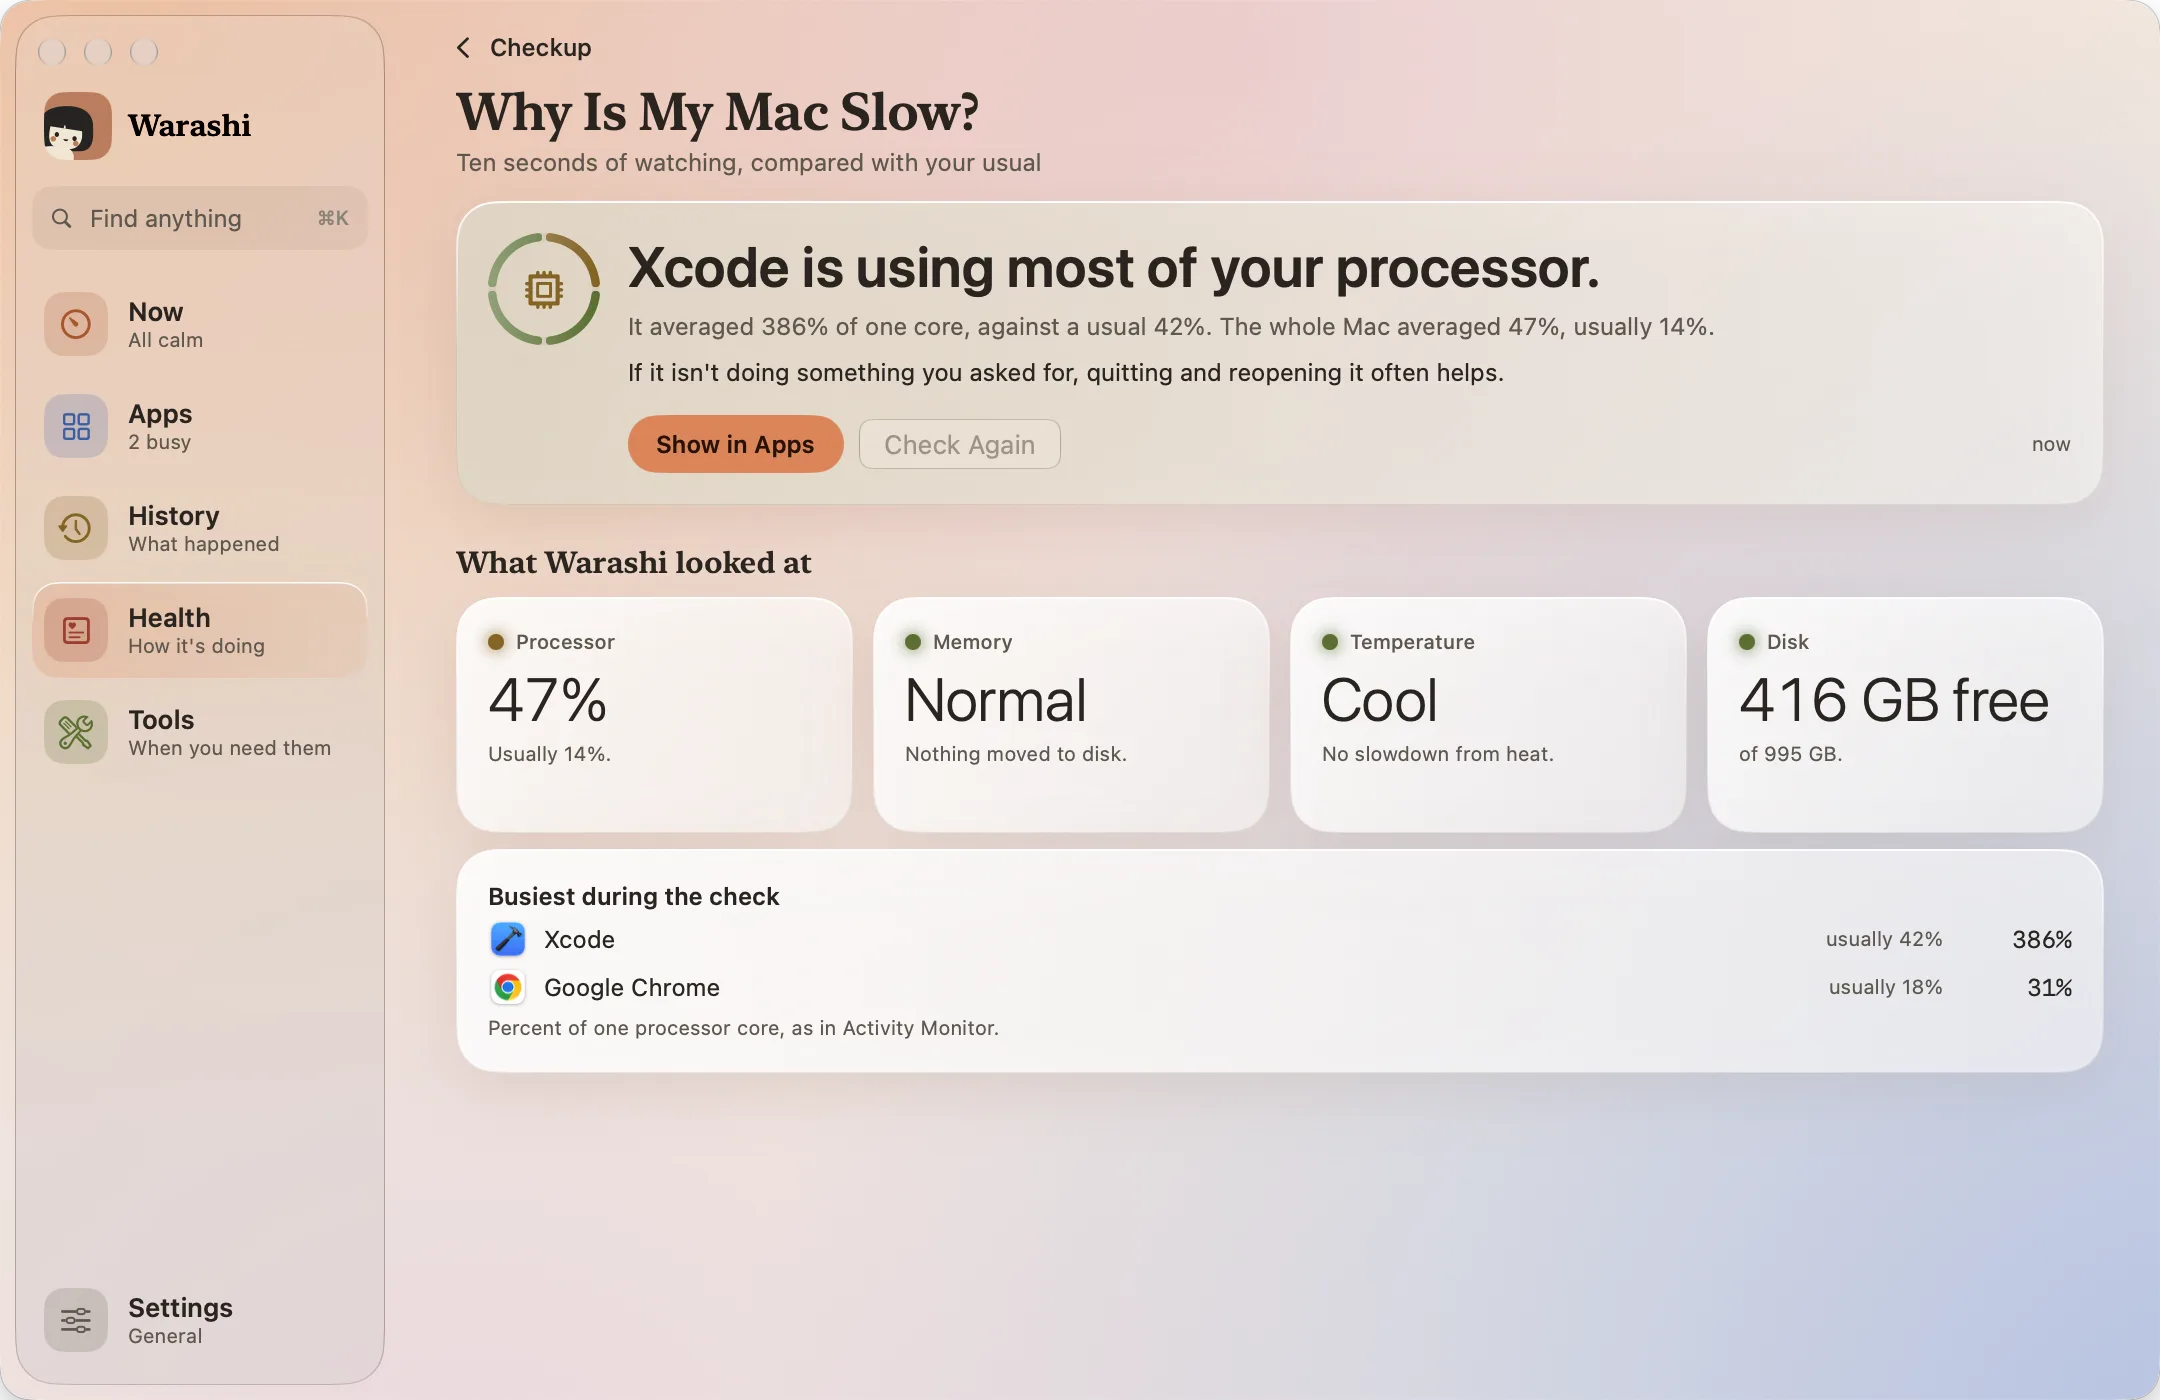 Warashi
Find anything ⌘K
Now
All calm
Apps
2 busy
History
What happened
Health
How it's doing
Tools
When you need them
Settings
General
Checkup
Why Is My Mac Slow?
Ten seconds of watching, compared with your usual
Xcode is using most of your processor.
It averaged 386% of one core, against a usual 42%. The whole Mac averaged 47%, usually 14%.
If it isn't doing something you asked for, quitting and reopening it often helps.
Show in Apps Check Again now
What Warashi looked at
Processor
47%
Usually 14%.
Memory
Normal
Nothing moved to disk.
Temperature
Cool
No slowdown from heat.
Disk
416 GB free
of 995 GB.
Busiest during the check
Xcode usually 42% 386%
Google Chrome usually 18% 31%
Percent of one processor core, as in Activity Monitor.